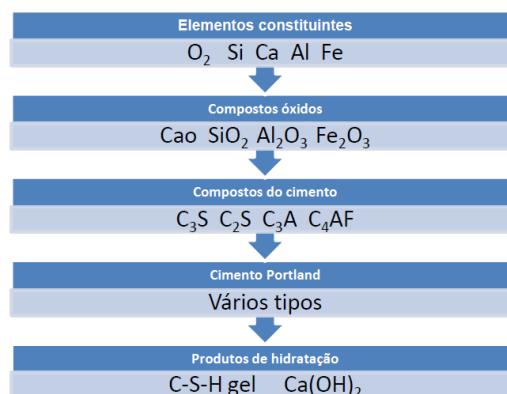 Elementos constituintes
O₂ Si Ca Al Fe
Compostos óxidos
Cao SiO₂ Al₂O₃ Fe₂O₃
Compostos do cimento
C₃S C₂S C₃A C₄AF
Cimento Portland
Vários tipos
Produtos de hidratação
C-S-H gel Ca(OH)₂